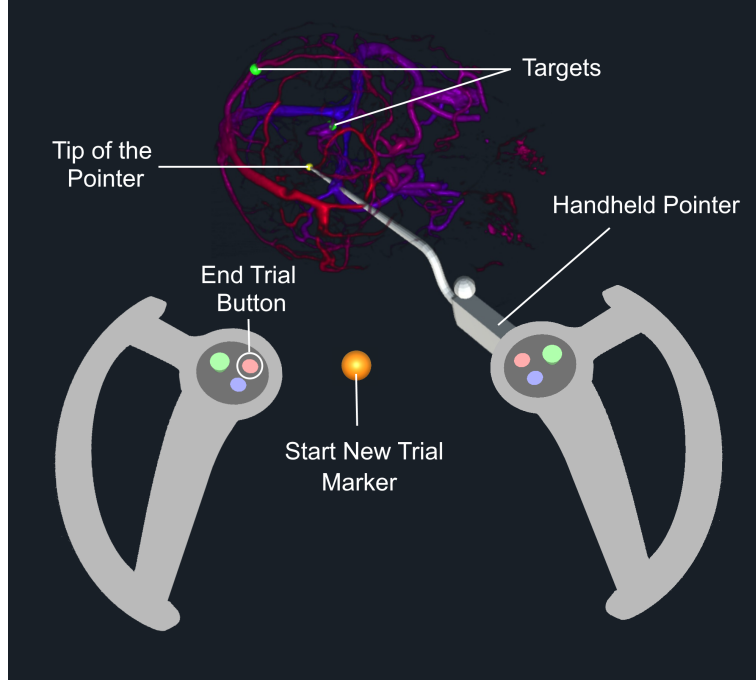 Targets
Tip of the
Pointer
Handheld Pointer
End Trial
Button
Start New Trial
Marker